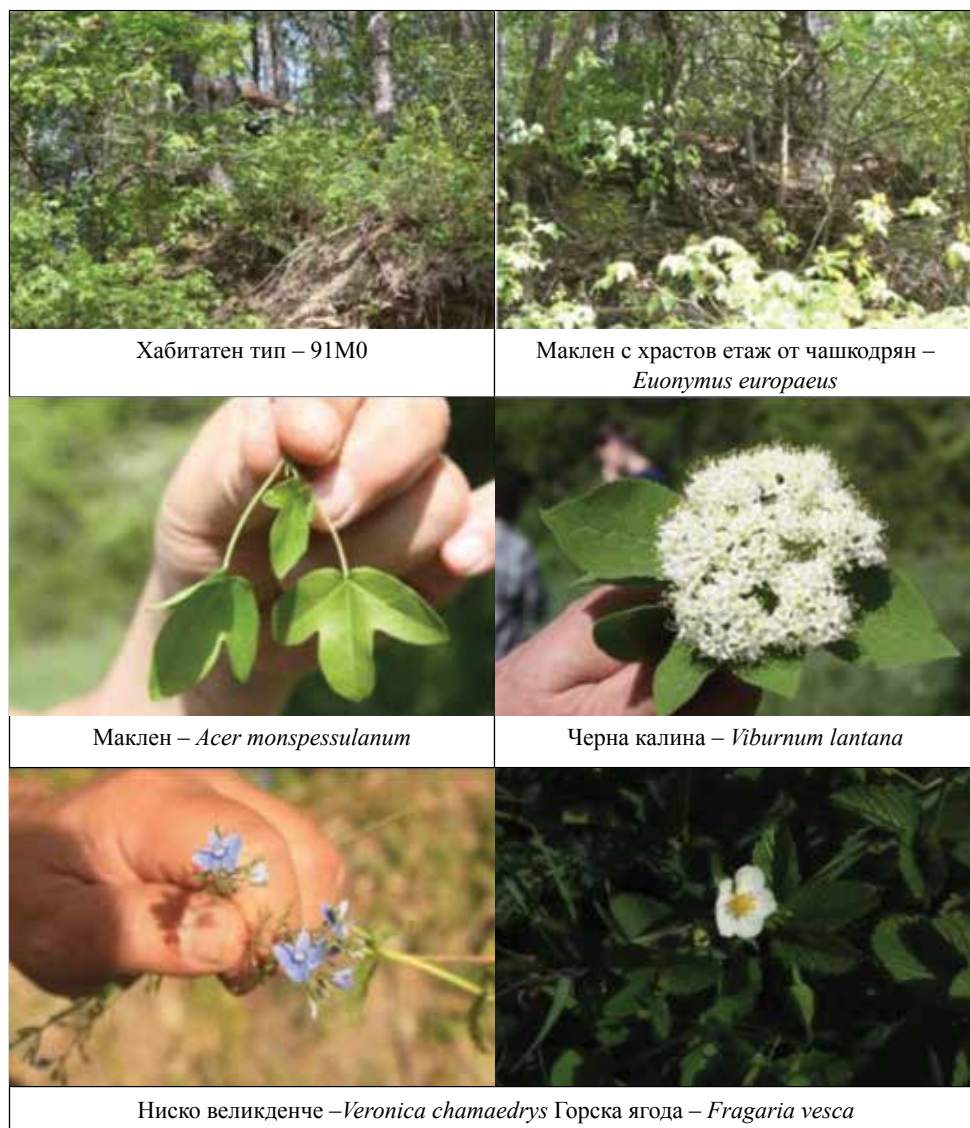 Хабитатен тип – 91М0
Маклен с храстов етаж от чашкодрян –
Euonymus europaeus
Маклен – Acer monspessulanum
Черна калина – Viburnum lantana
Ниско великденче –Veronica chamaedrys Горска ягода – Fragaria vesca